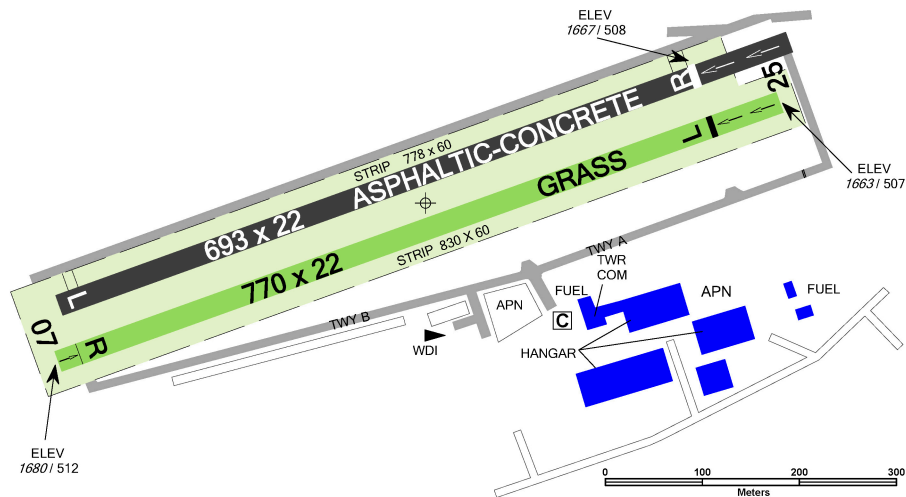 ELEV
1667 / 508
R
25
L
ELEV
1663 / 507
STRIP 778 x 60
ASPHALTIC-CONCRETE
693 x 22
GRASS
770 x 22
STRIP 830 X 60
L
07
R
ELEV
1680 / 512
TWY A
TWY B
TWR
COM
FUEL
APN
C
WDI
HANGAR
APN
FUEL
0 100 200 300
Meters